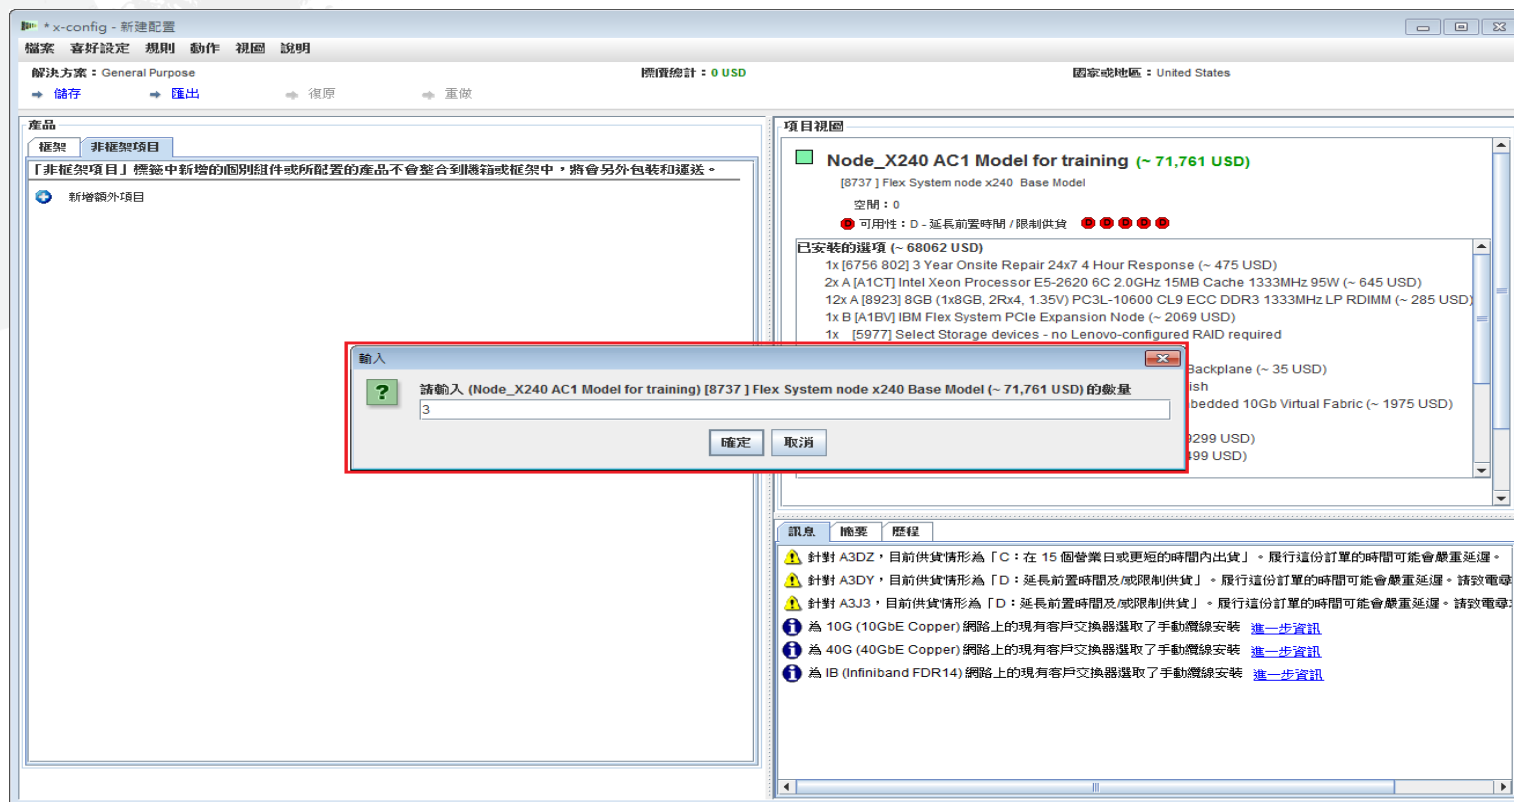 * x-config - 新建配置
檔案 喜好設定 規則 動作 視圖 說明
解決方案：General Purpose
標價總計：0 USD
國家或地區：United States
儲存 匯出 復原 重做
產品
框架 非框架項目
「非框架項目」標籤中新增的個別組件或所配置的產品不會整合到機箱或框架中，將會另外包裝和運送。
新增額外項目
項目視圖
Node_X240 AC1 Model for training (~ 71,761 USD)
[8737 ] Flex System node x240 Base Model
空間：0
可用性：D - 延長前置時間 / 限制供貨
已安裝的選項 (~ 68062 USD)
1x [6756 802] 3 Year Onsite Repair 24x7 4 Hour Response (~ 475 USD)
2x A [A1CT] Intel Xeon Processor E5-2620 6C 2.0GHz 15MB Cache 1333MHz 95W (~ 645 USD)
12x A [8923] 8GB (1x8GB, 2Rx4, 1.35V) PC3L-10600 CL9 ECC DDR3 1333MHz LP RDIMM (~ 285 USD)
1x B [A1BV] IBM Flex System PCIe Expansion Node (~ 2069 USD)
1x [5977] Select Storage devices - no Lenovo-configured RAID required
Backplane (~ 35 USD)
ish
bedded 10Gb Virtual Fabric (~ 1975 USD)
299 USD)
499 USD)
輸入
請輸入 (Node_X240 AC1 Model for training) [8737 ] Flex System node x240 Base Model (~ 71,761 USD) 的數量
3
確定 取消
訊息 摘要 歷程
針對 A3DZ，目前供貨情形為「C：在 15 個營業日或更短的時間內出貨」。履行這份訂單的時間可能會嚴重延遲。
針對 A3DY，目前供貨情形為「D：延長前置時間及/或限制供貨」。履行這份訂單的時間可能會嚴重延遲。請致電尋
針對 A3J3，目前供貨情形為「D：延長前置時間及/或限制供貨」。履行這份訂單的時間可能會嚴重延遲。請致電尋
為 10G (10GbE Copper) 網路上的現有客戶交換器選取了手動纜線安裝 進一步資訊
為 40G (40GbE Copper) 網路上的現有客戶交換器選取了手動纜線安裝 進一步資訊
為 IB (Infiniband FDR14) 網路上的現有客戶交換器選取了手動纜線安裝 進一步資訊